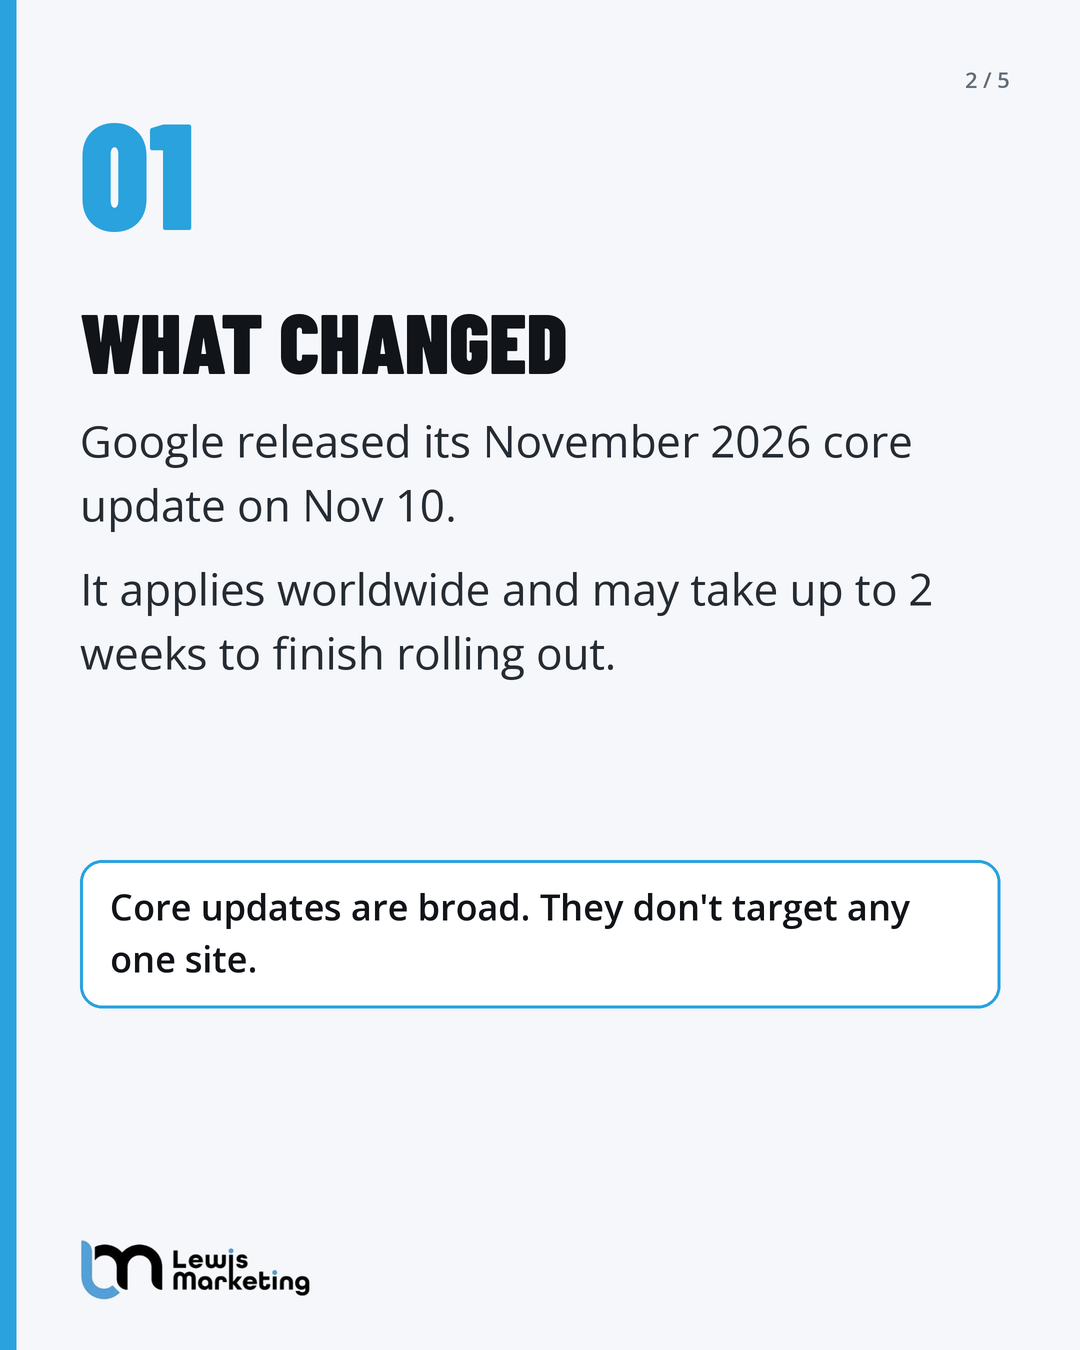 2 / 5
01
WHAT CHANGED
Google released its November 2026 core
update on Nov 10.
It applies worldwide and may take up to 2
weeks to finish rolling out.
Core updates are broad. They don't target any
one site.
Lewis
Marketing